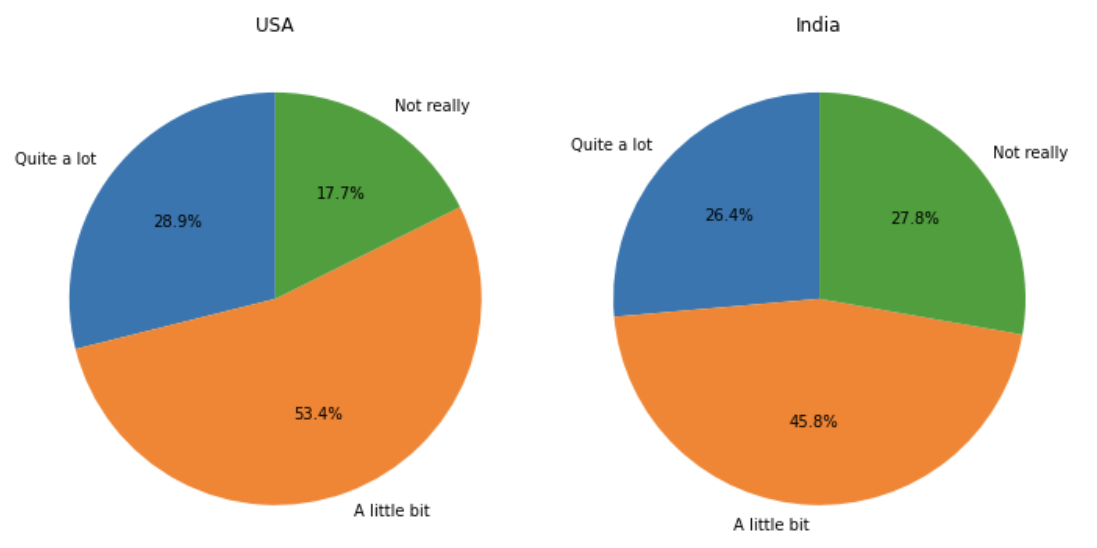 USA
Not really
Quite a lot
17.7%
28.9%
53.4%
A little bit
India
Quite a lot
Not really
26.4%
27.8%
45.8%
A little bit